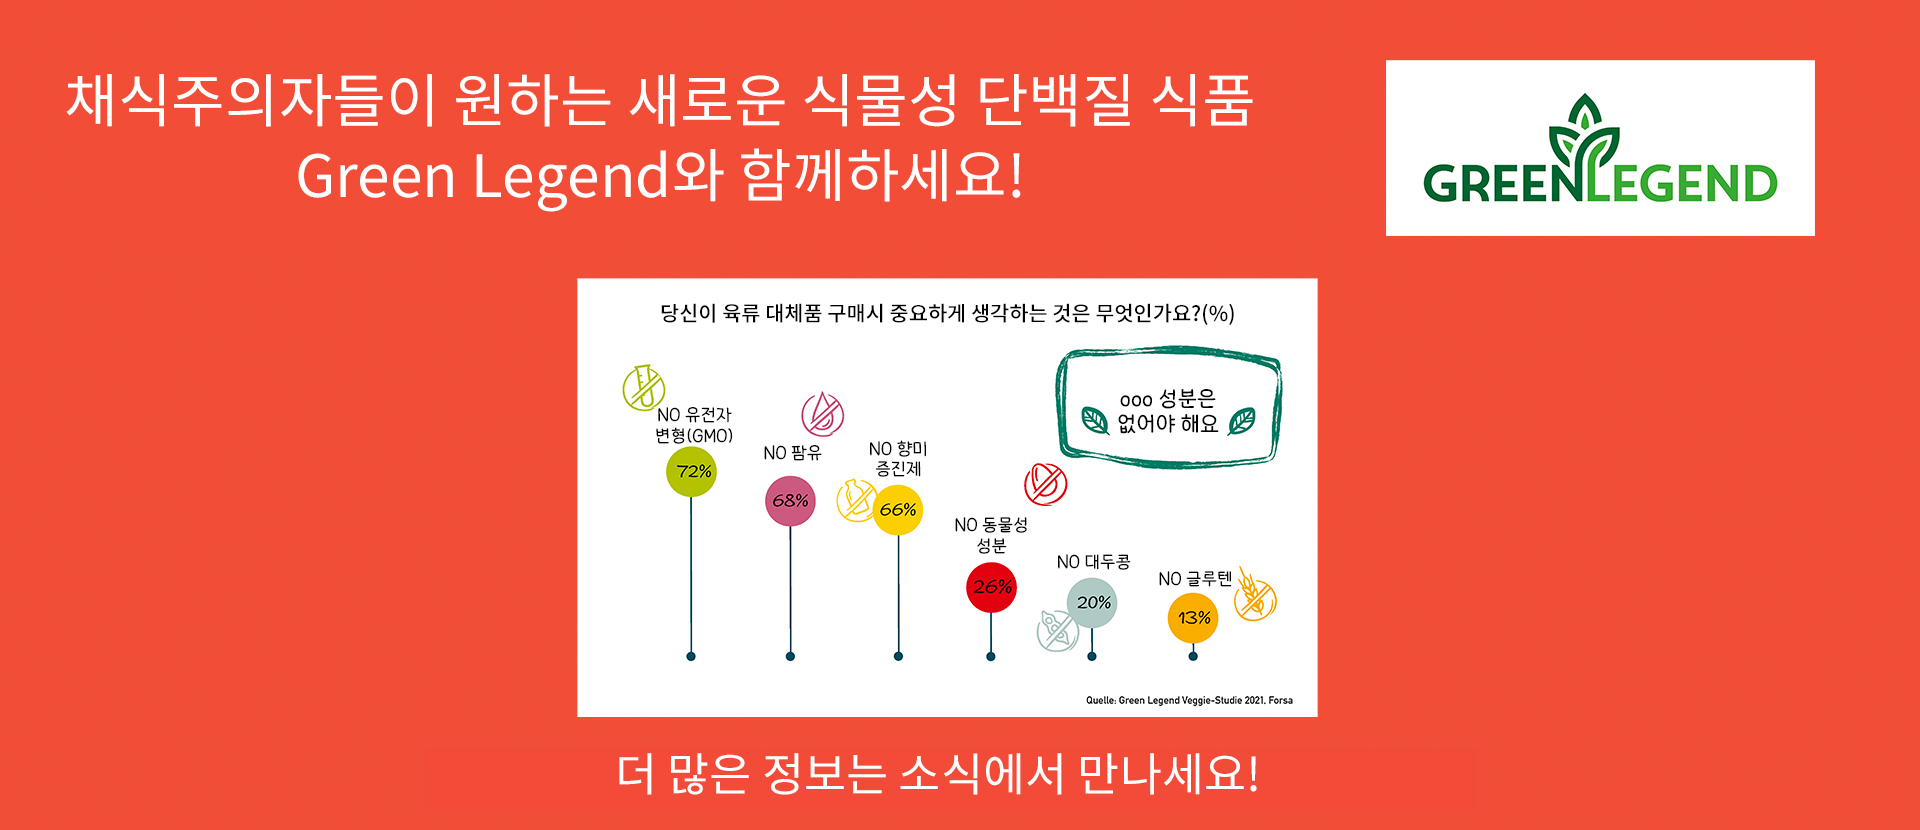 채식주의자들이 원하는 새로운 식물성 단백질 식품
Green Legend와 함께하세요!
GREENLEGEND
당신이 육류 대체품 구매시 중요하게 생각하는 것은 무엇인가요?(%)
ooo 성분은
없어야 해요
NO 유전자
변형(GMO)
72%
NO 팜유
68%
NO 향미
증진제
66%
NO 동물성
성분
26%
NO 대두콩
20%
NO 글루텐
13%
Quelle: Green Legend Veggie-Studie 2021, Forsa
더 많은 정보는 소식에서 만나세요!